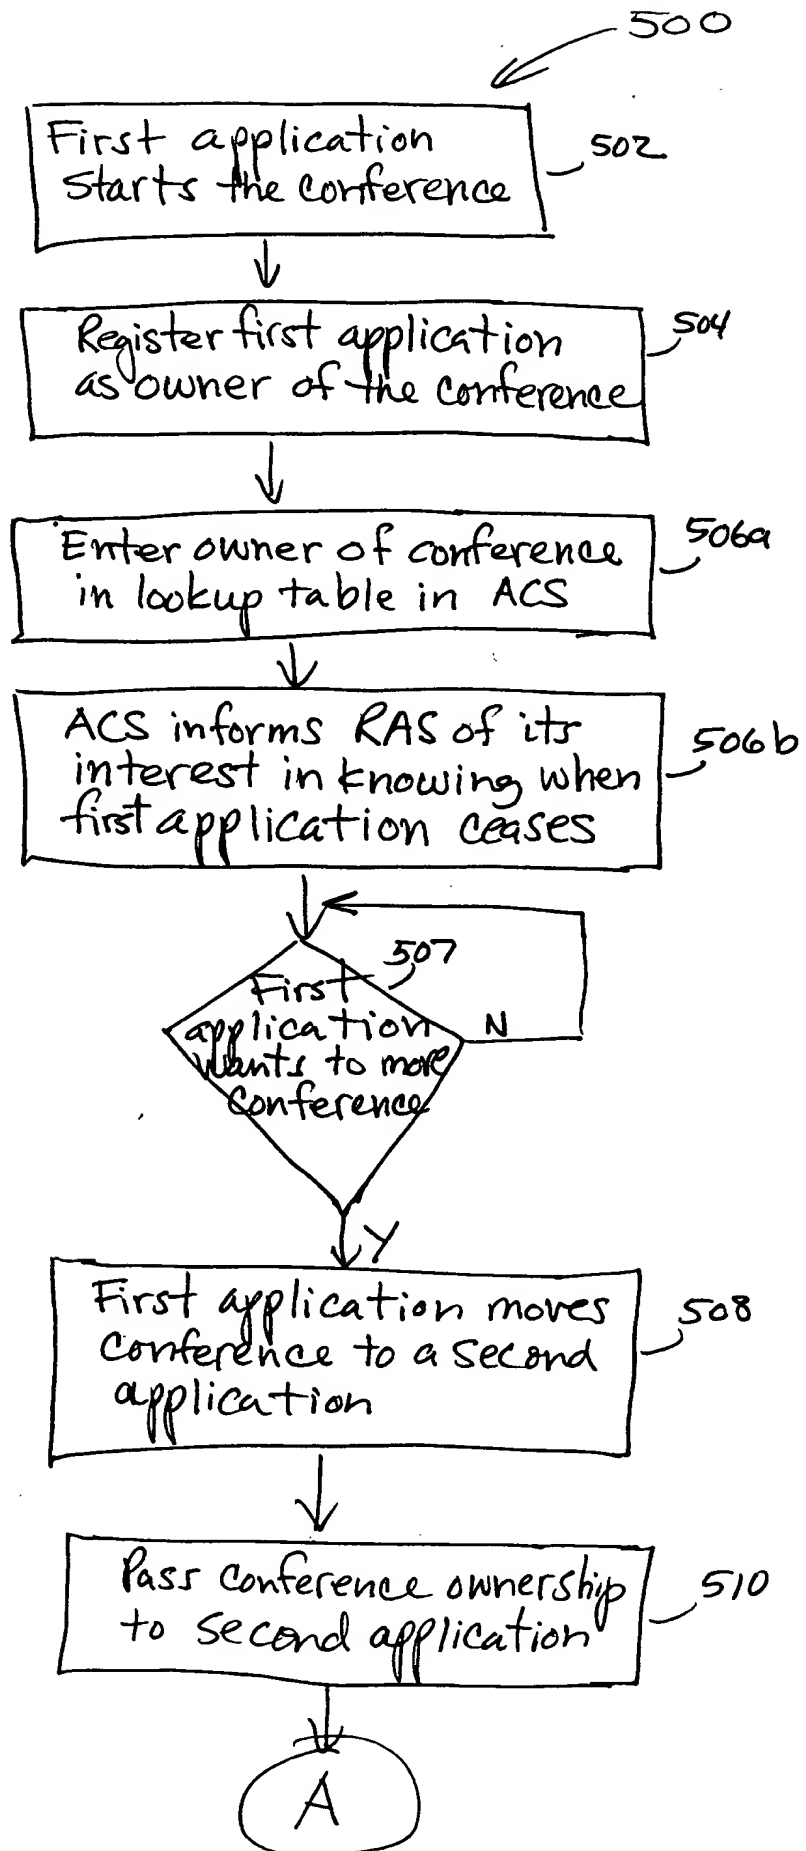 500
First application
starts the conference
502
Register first application
as owner of the conference
504
Enter owner of conference
in lookup table in ACS
506a
ACS informs RAS of its
interest in knowing when
first application ceases
506b
507
First
application
wants to move
conference
N
Y
First application moves
conference to a second
application
508
Pass conference ownership
to second application
510
A